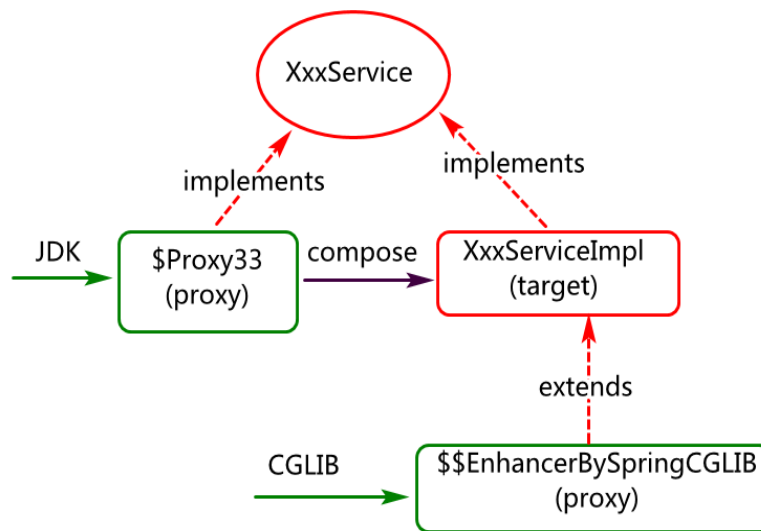 XxxService
implements
implements
JDK
$Proxy33
(proxy)
compose
XxxServiceImpl
(target)
extends
CGLIB
$$EnhancerBySpringCGLIB
(proxy)